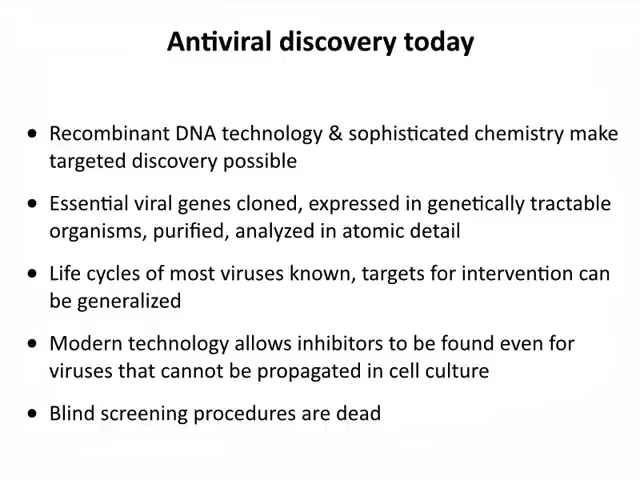 Antiviral discovery today
• Recombinant DNA technology & sophisticated chemistry make
targeted discovery possible
• Essential viral genes cloned, expressed in genetically tractable
organisms, purified, analyzed in atomic detail
• Life cycles of most viruses known, targets for intervention can
be generalized
• Modern technology allows inhibitors to be found even for
viruses that cannot be propagated in cell culture
• Blind screening procedures are dead